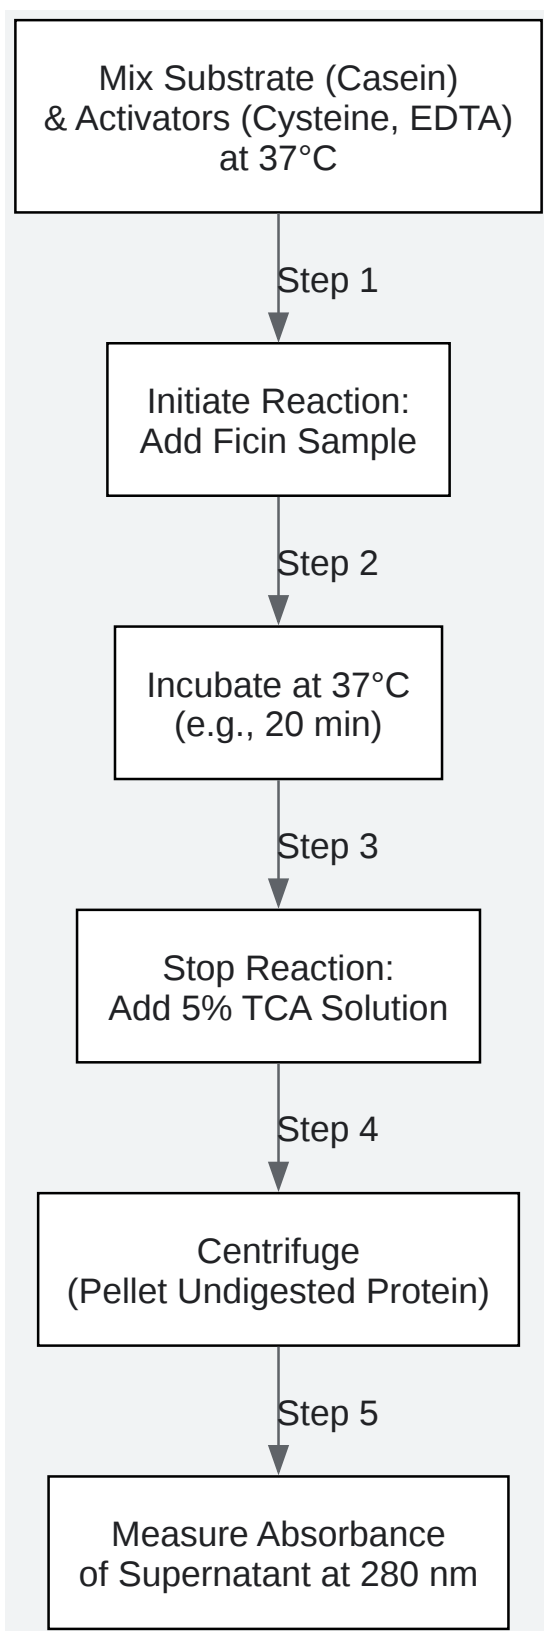 Mix Substrate (Casein)
& Activators (Cysteine, EDTA)
at 37°C
Step 1
Initiate Reaction:
Add Ficin Sample
Step 2
Incubate at 37°C
(e.g., 20 min)
Step 3
Stop Reaction:
Add 5% TCA Solution
Step 4
Centrifuge
(Pellet Undigested Protein)
Step 5
Measure Absorbance
of Supernatant at 280 nm